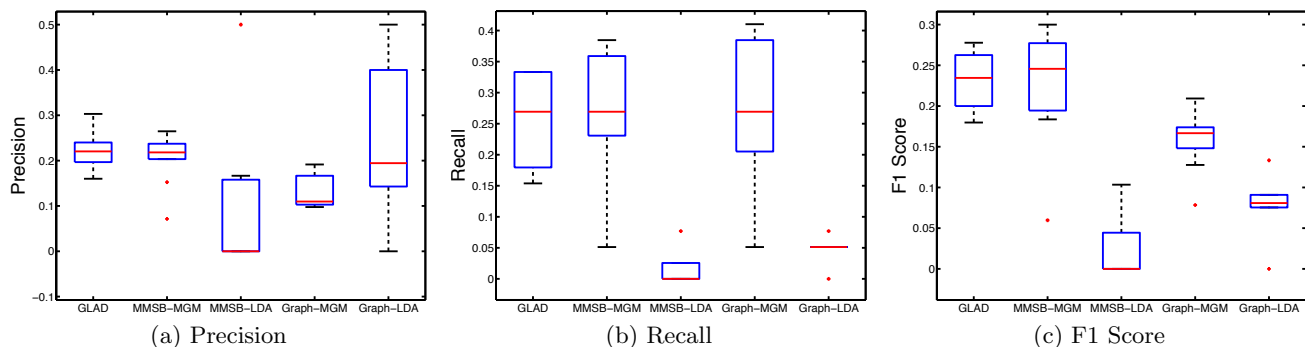 0.5
0.4
0.3
0.2
0.1
0
−0.1
Precision
GLAD MMSB−MGM MMSB−LDA Graph−MGM Graph−LDA
(a) Precision
0.4
0.35
0.3
0.25
0.2
0.15
0.1
0.05
0
Recall
GLAD MMSB−MGM MMSB−LDA Graph−MGM Graph−LDA
(b) Recall
0.3
0.25
0.2
0.15
0.1
0.05
0
F1 Score
GLAD MMSB−MGM MMSB−LDA Graph−MGM Graph−LDA
(c) F1 Score